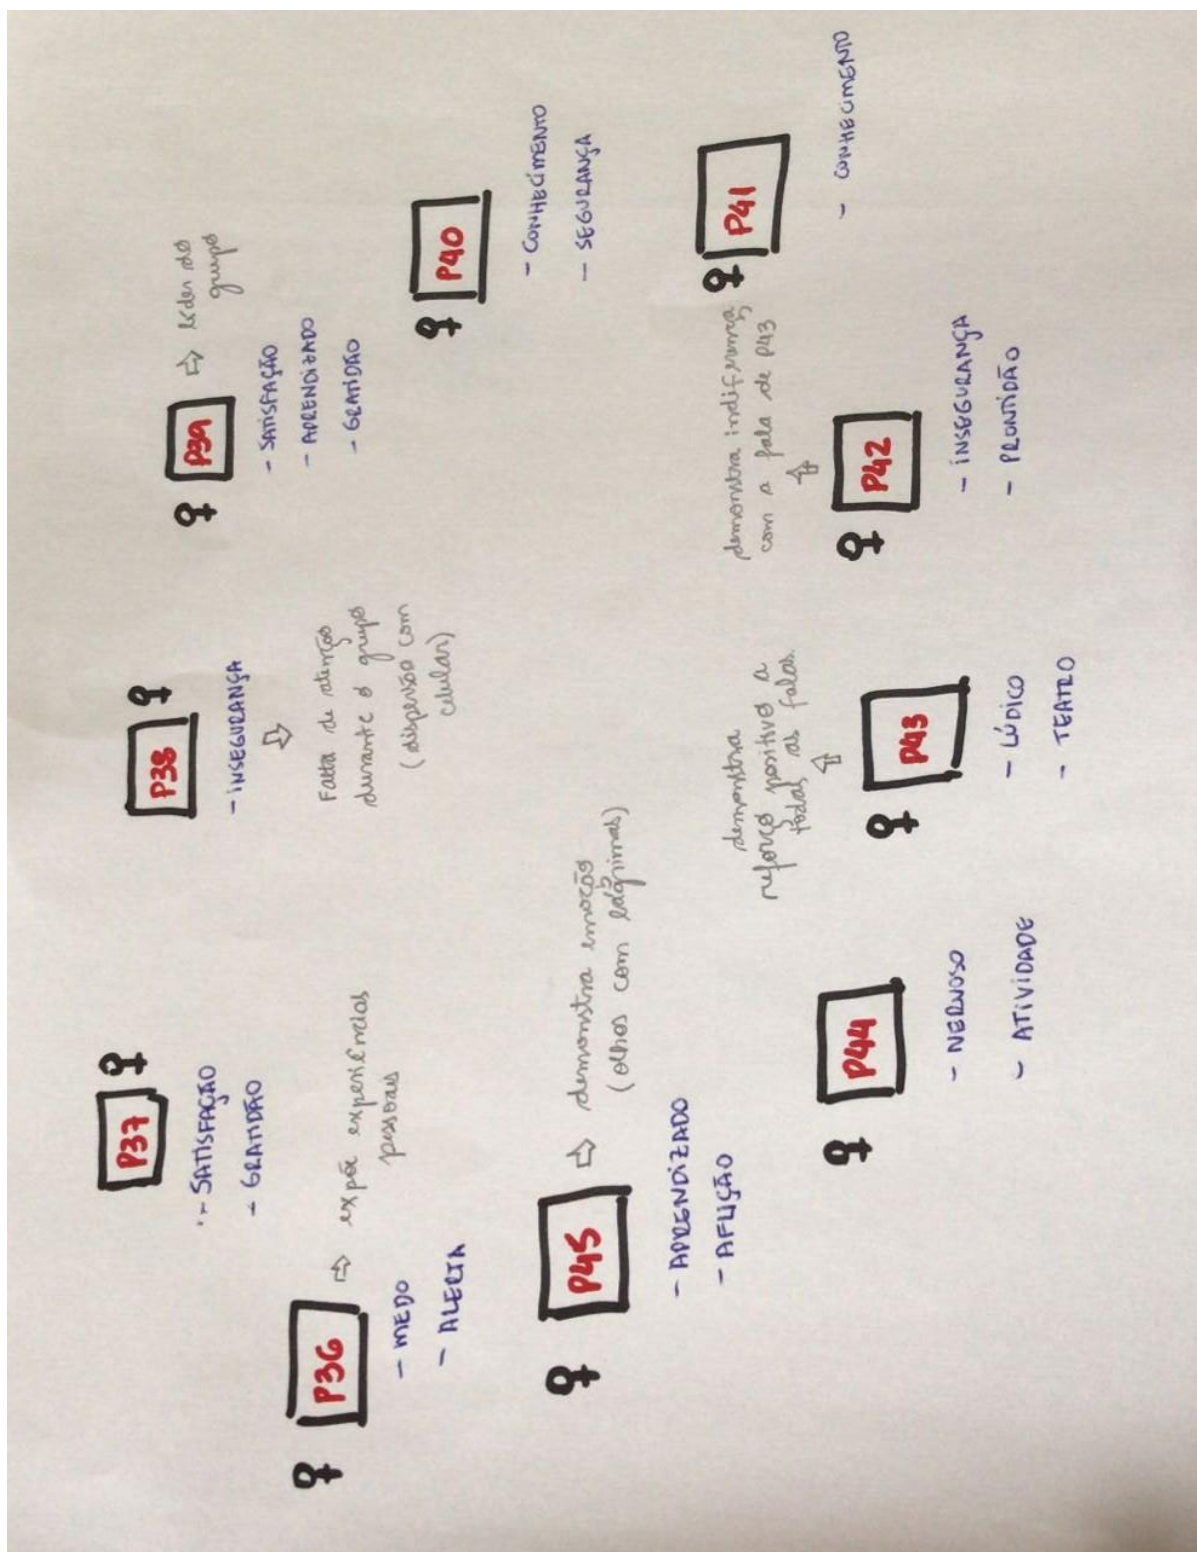 P36
⇨ expõe experiências
pessoais
- MEDO
- ALERTA
P37
- SATISFAÇÃO
- GRATIDÃO
P38
- INSEGURANÇA
Falta de atenção
durante o grupo
(dispersão com
celular)
P39
⇨ líder do
grupo
- SATISFAÇÃO
- APRENDIZADO
- GRATIDÃO
P40
- CONHECIMENTO
- SEGURANÇA
P45
⇨ demonstra emoção
(olhos com lágrimas)
- APRENDIZADO
- AFLIÇÃO
P44
- NERVOSO
- ATIVIDADE
demonstra
reforço positivo a
todas as falas.
P43
- LÚDICO
- TEATRO
demonstra indiferença,
com a fala de P43
P42
- INSEGURANÇA
- PRONTIDÃO
P41
- CONHECIMENTO